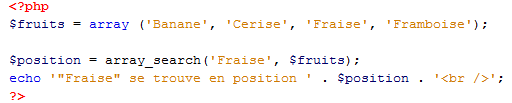 <?php
$fruits = array ('Banane', 'Cerise', 'Fraise', 'Framboise');
$position = array_search('Fraise', $fruits);
echo '"Fraise" se trouve en position ' . $position . '<br />';
?>